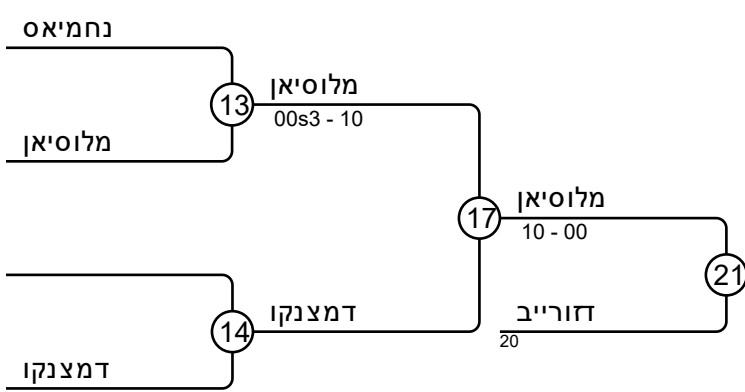 נחמיאס
13
מלוסיאן
00s3 - 10
מלוסיאן
17
מלוסיאן
10 - 00
21
14
דמצנקו
דזורייב
20
דמצנקו